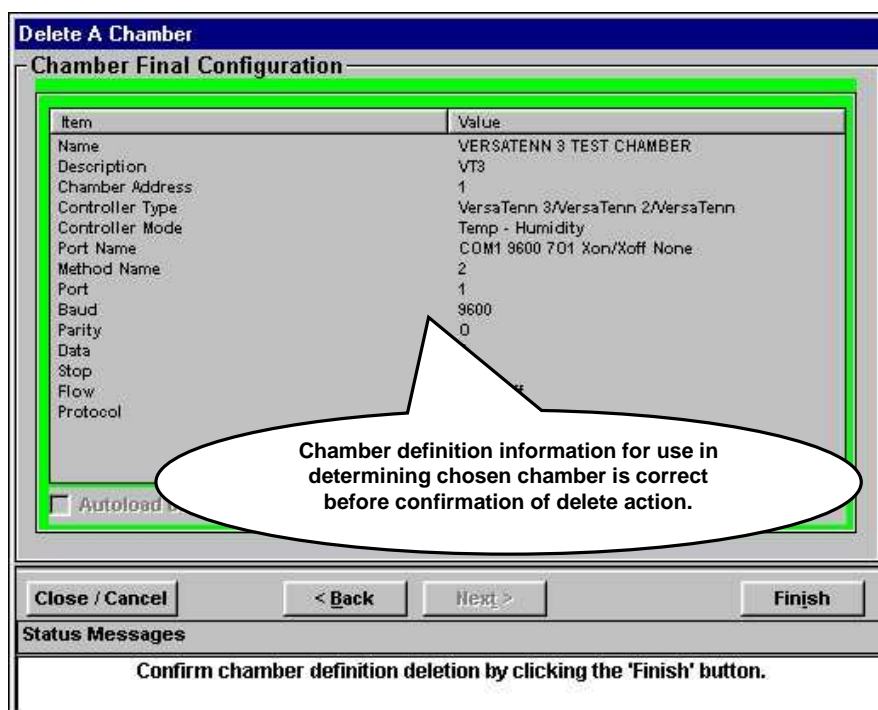 Delete A Chamber
Chamber Final Configuration
Item Value
Name VERSATENN 3 TEST CHAMBER
Description VT3
Chamber Address 1
Controller Type VersaTenn 3/VersaTenn 2/VersaTenn
Controller Mode Temp - Humidity
Port Name COM1 9600 7O1 Xon/Xoff None
Method Name 2
Port 1
Baud 9600
Parity O
Data
Stop
Flow
Protocol
Chamber definition information for use in
determining chosen chamber is correct
before confirmation of delete action.
Autoload
Close / Cancel < Back Next > Finish
Status Messages
Confirm chamber definition deletion by clicking the 'Finish' button.